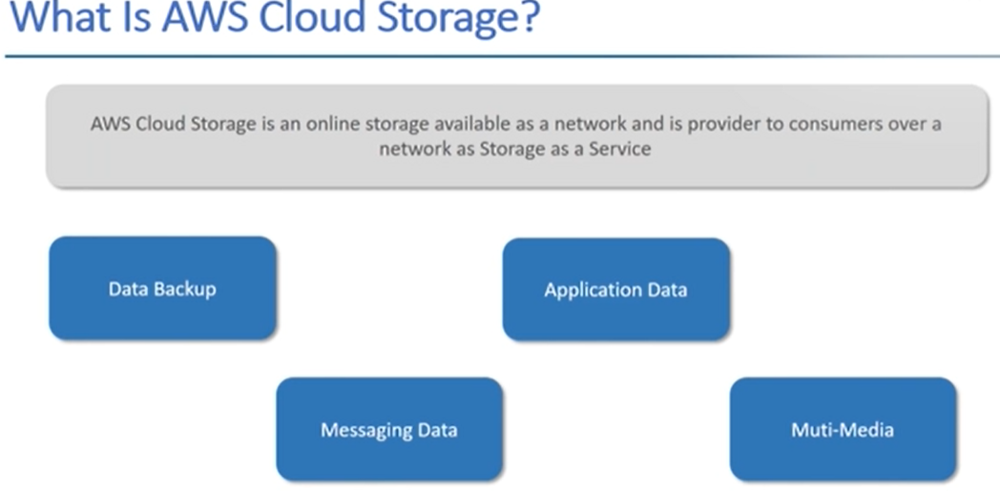 What Is AWS Cloud Storage?
AWS Cloud Storage is an online storage available as a network and is provider to consumers over a
network as Storage as a Service
Data Backup
Application Data
Messaging Data
Muti-Media